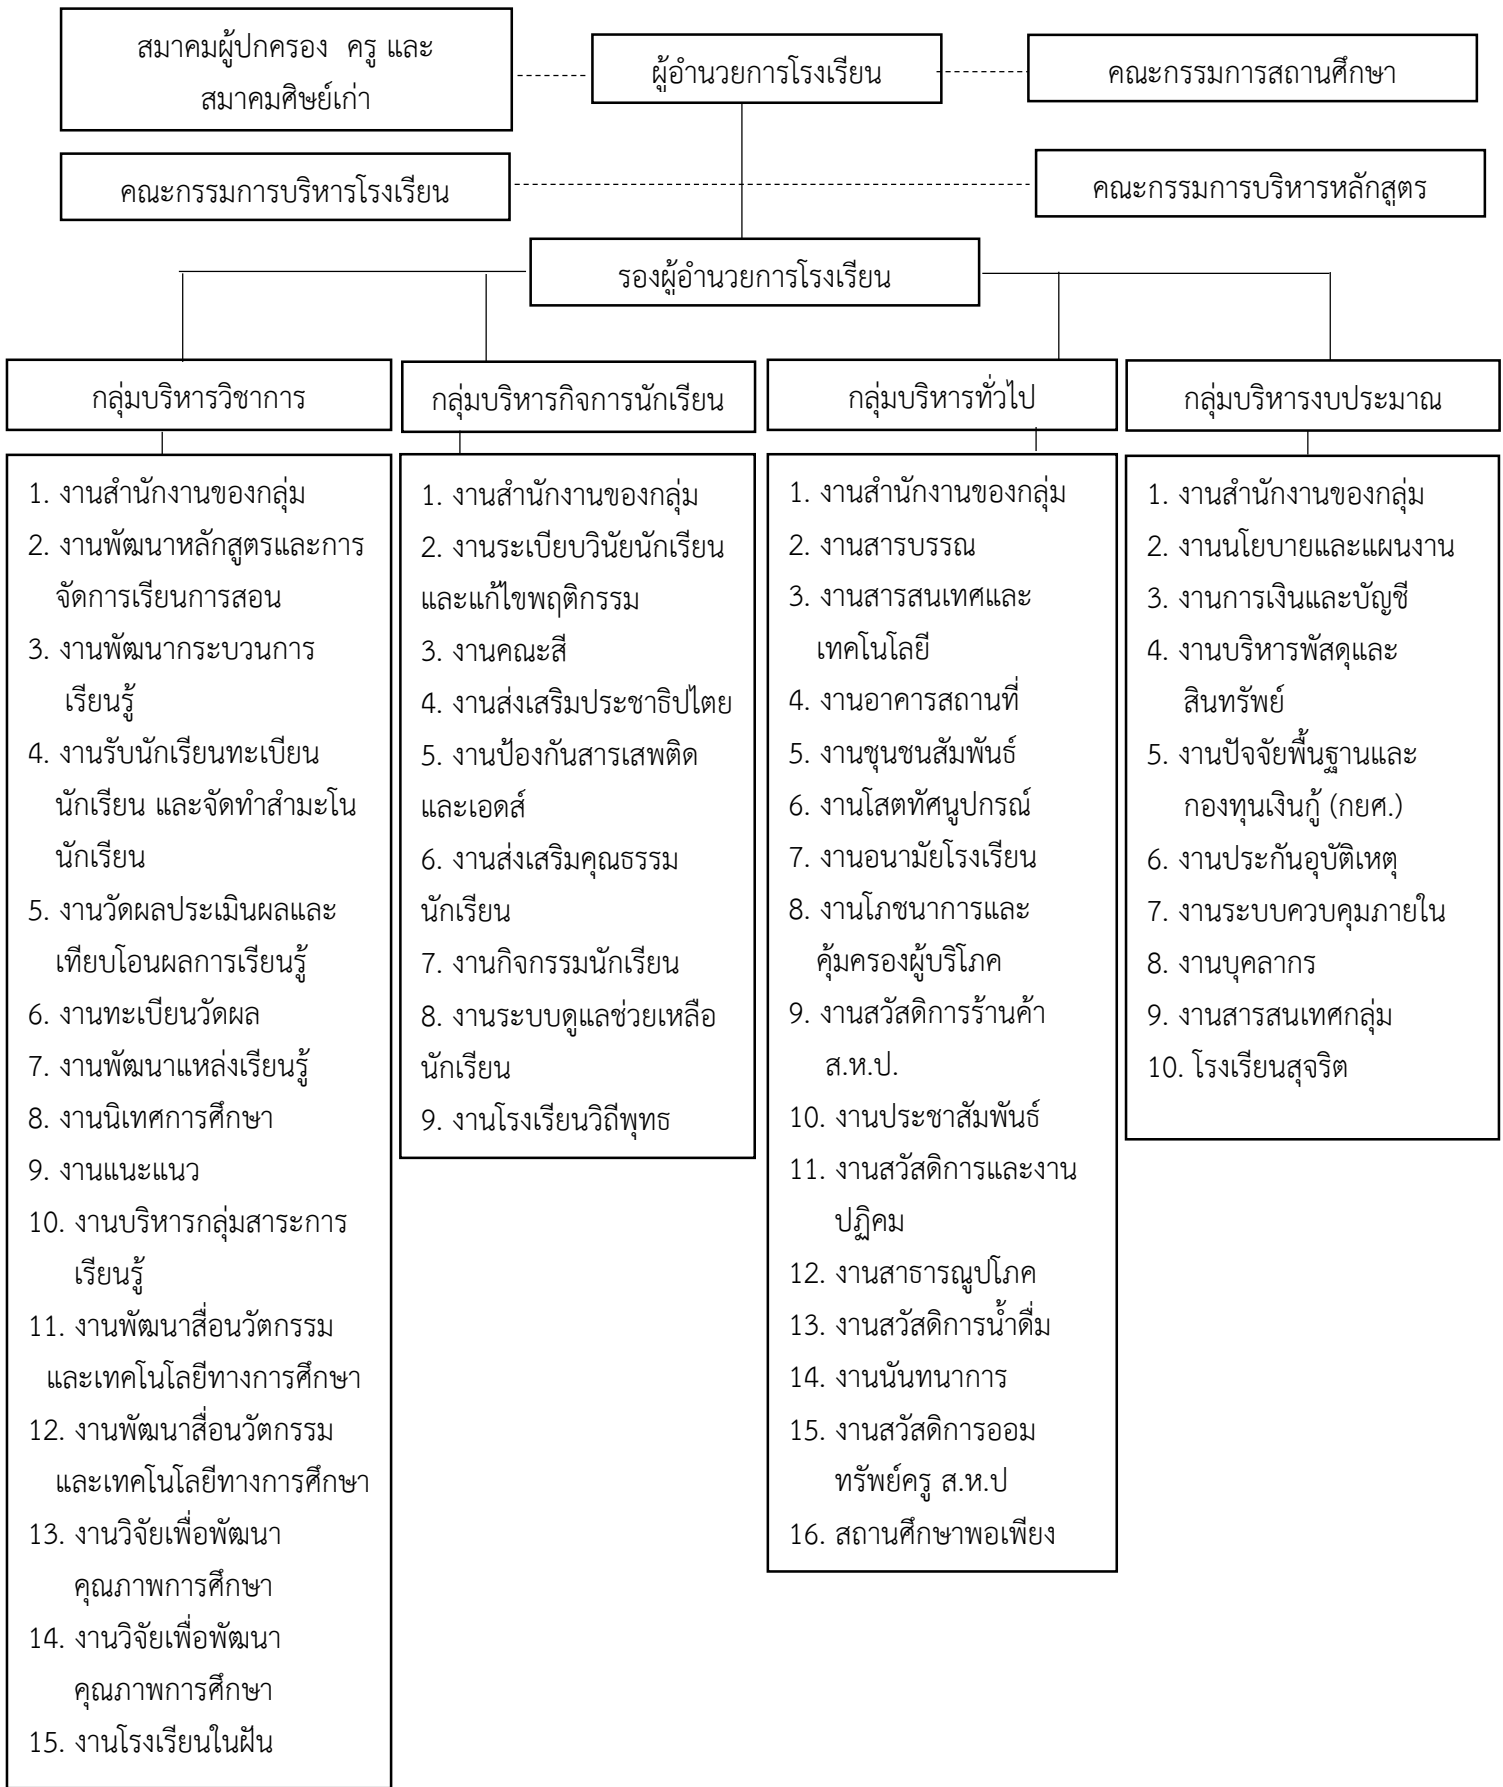 สมาคมผู้ปกครอง  ครู และ
สมาคมศิษย์เก่า
ผู้อำนวยการโรงเรียน
คณะกรรมการสถานศึกษา
คณะกรรมการบริหารโรงเรียน
คณะกรรมการบริหารหลักสูตร
รองผู้อำนวยการโรงเรียน
กลุ่มบริหารวิชาการ
กลุ่มบริหารกิจการนักเรียน
กลุ่มบริหารทั่วไป
กลุ่มบริหารงบประมาณ
1. งานสำนักงานของกลุ่ม
2. งานพัฒนาหลักสูตรและการ
จัดการเรียนการสอน
3. งานพัฒนากระบวนการ
เรียนรู้
4. งานรับนักเรียนทะเบียน
นักเรียน และจัดทำสำมะโน
นักเรียน
5. งานวัดผลประเมินผลและ
เทียบโอนผลการเรียนรู้
6. งานทะเบียนวัดผล
7. งานพัฒนาแหล่งเรียนรู้
8. งานนิเทศการศึกษา
9. งานแนะแนว
10. งานบริหารกลุ่มสาระการ
เรียนรู้
11. งานพัฒนาสื่อนวัตกรรม
และเทคโนโลยีทางการศึกษา
12. งานพัฒนาสื่อนวัตกรรม
และเทคโนโลยีทางการศึกษา
13. งานวิจัยเพื่อพัฒนา
คุณภาพการศึกษา
14. งานวิจัยเพื่อพัฒนา
คุณภาพการศึกษา
15. งานโรงเรียนในฝัน
1. งานสำนักงานของกลุ่ม
2. งานระเบียบวินัยนักเรียน
และแก้ไขพฤติกรรม
3. งานคณะสี
4. งานส่งเสริมประชาธิปไตย
5. งานป้องกันสารเสพติด
และเอดส์
6. งานส่งเสริมคุณธรรม
นักเรียน
7. งานกิจกรรมนักเรียน
8. งานระบบดูแลช่วยเหลือ
นักเรียน
9. งานโรงเรียนวิถีพุทธ
1. งานสำนักงานของกลุ่ม
2. งานสารบรรณ
3. งานสารสนเทศและ
เทคโนโลยี
4. งานอาคารสถานที่
5. งานชุนชนสัมพันธ์
6. งานโสตทัศนูปกรณ์
7. งานอนามัยโรงเรียน
8. งานโภชนาการและ
คุ้มครองผู้บริโภค
9. งานสวัสดิการร้านค้า
ส.ห.ป.
10. งานประชาสัมพันธ์
11. งานสวัสดิการและงาน
ปฏิคม
12. งานสาธารณูปโภค
13. งานสวัสดิการน้ำดื่ม
14. งานนันทนาการ
15. งานสวัสดิการออม
ทรัพย์ครู ส.ห.ป
16. สถานศึกษาพอเพียง
1. งานสำนักงานของกลุ่ม
2. งานนโยบายและแผนงาน
3. งานการเงินและบัญชี
4. งานบริหารพัสดุและ
สินทรัพย์
5. งานปัจจัยพื้นฐานและ
กองทุนเงินกู้ (กยศ.)
6. งานประกันอุบัติเหตุ
7. งานระบบควบคุมภายใน
8. งานบุคลากร
9. งานสารสนเทศกลุ่ม
10. โรงเรียนสุจริต